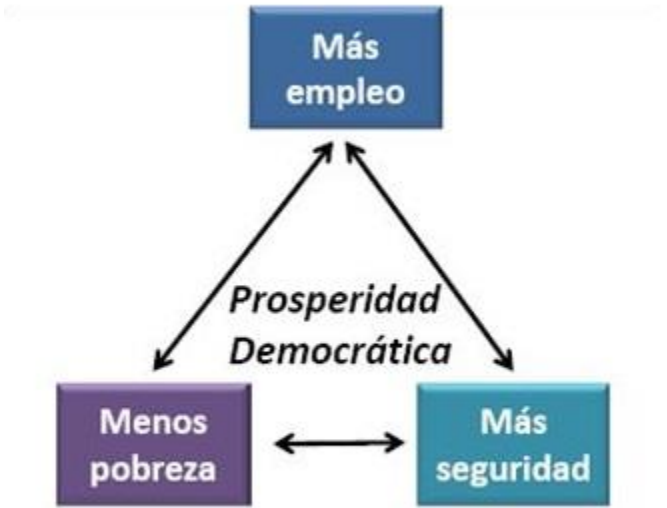 Más
empleo
Prosperidad
Democrática
Menos
pobreza
Más
seguridad